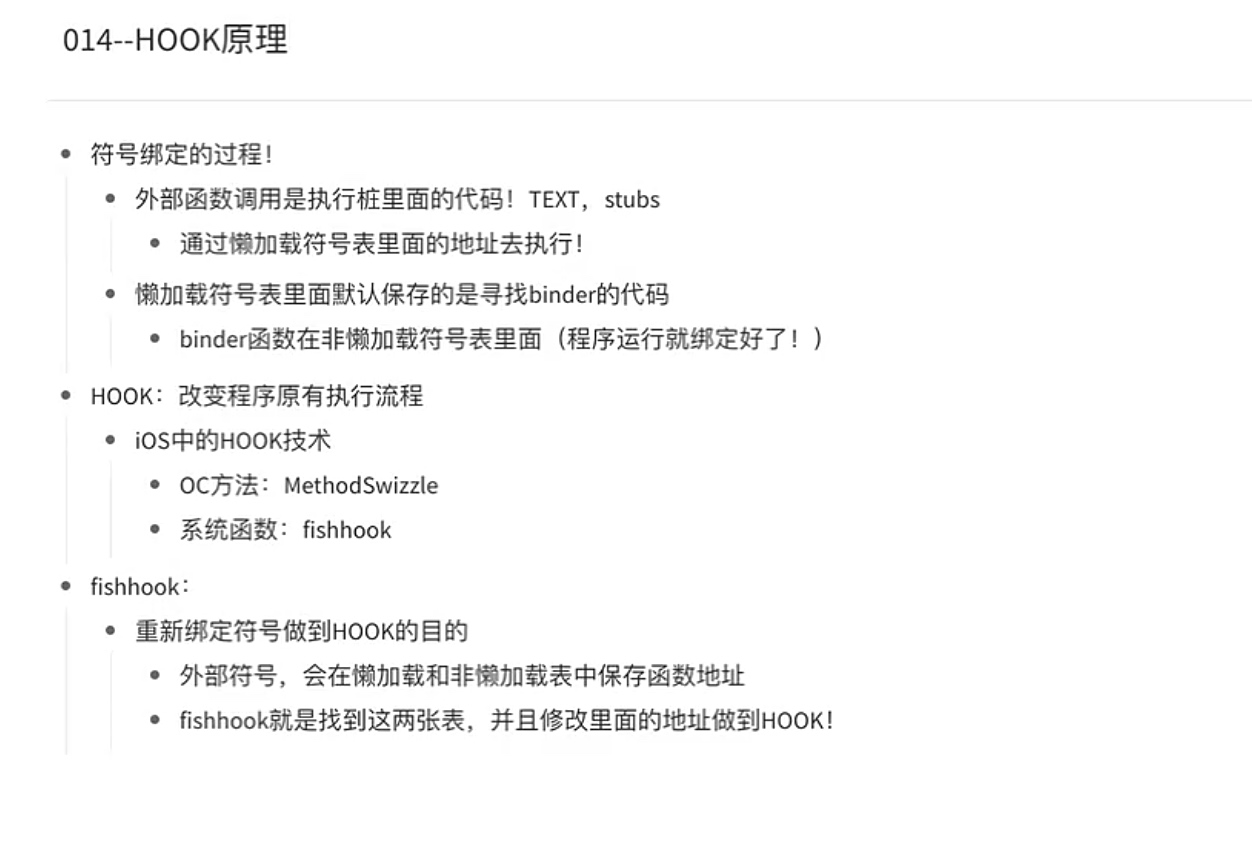 014--HOOK原理
符号绑定的过程！
外部函数调用是执行桩里面的代码！TEXT，stubs
通过懒加载符号表里面的地址去执行！
懒加载符号表里面默认保存的是寻找binder的代码
binder函数在非懒加载符号表里面（程序运行就绑定好了！）
HOOK：改变程序原有执行流程
iOS中的HOOK技术
OC方法：MethodSwizzle
系统函数：fishhook
fishhook：
重新绑定符号做到HOOK的目的
外部符号，会在懒加载和非懒加载表中保存函数地址
fishhook就是找到这两张表，并且修改里面的地址做到HOOK！